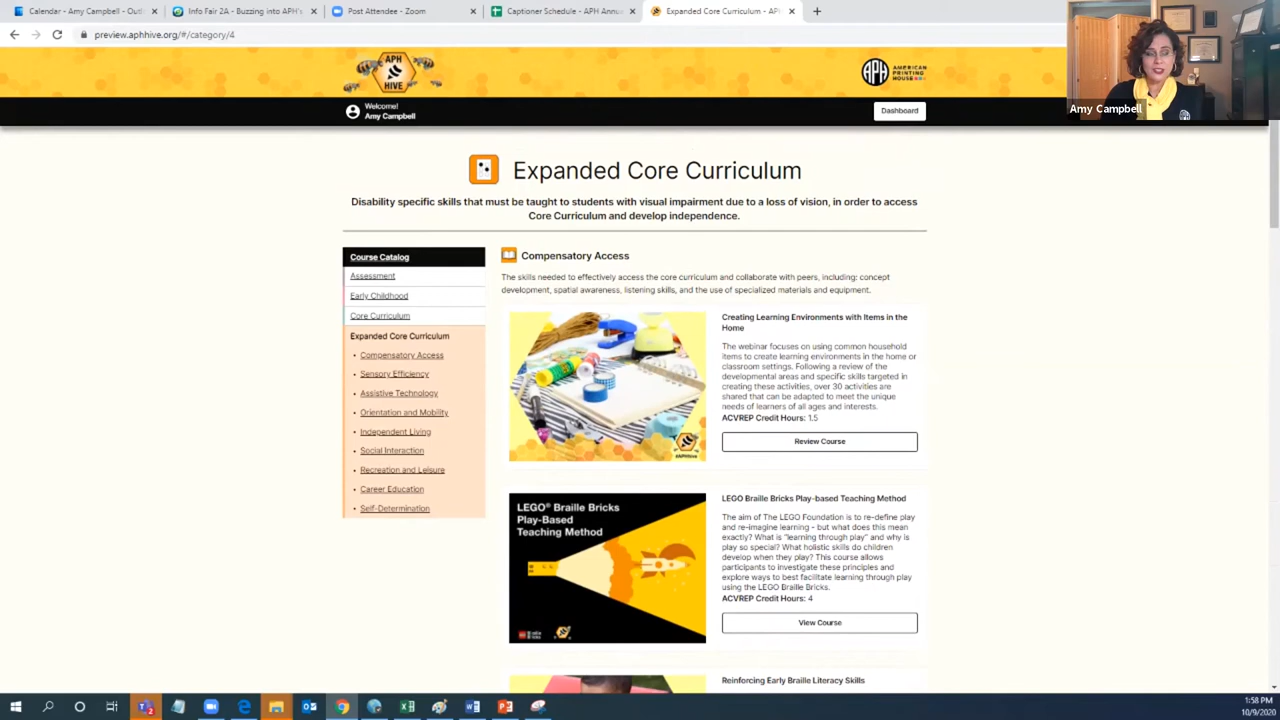 Calendar - Amy Campbell - Outl
Info Fair 2A - Buzzing into APH's
Post Attendee - Zoom
Captioner Schedule - APH Annu
Expanded Core Curriculum - AP
preview.aphhive.org/#/category/4
APH
HIVE
APH
AMERICAN
PRINTING
HOUSE
Amy Campbell
Welcome!
Amy Campbell
Dashboard
Expanded Core Curriculum
Disability specific skills that must be taught to students with visual impairment due to a loss of vision, in order to access
Core Curriculum and develop independence.
Course Catalog
Assessment
Early Childhood
Core Curriculum
Expanded Core Curriculum
• Compensatory Access
• Sensory Efficiency
• Assistive Technology
• Orientation and Mobility
• Independent Living
• Social Interaction
• Recreation and Leisure
• Career Education
• Self-Determination
Compensatory Access
The skills needed to effectively access the core curriculum and collaborate with peers, including: concept
development, spatial awareness, listening skills, and the use of specialized materials and equipment.
#APHhive
Creating Learning Environments with Items in the
Home
The webinar focuses on using common household
items to create learning environments in the home or
classroom settings. Following a review of the
developmental areas and specific skills targeted in
creating these activities, over 30 activities are
shared that can be adapted to meet the unique
needs of learners of all ages and interests.
ACVREP Credit Hours: 1.5
Review Course
LEGO® Braille Bricks
Play-Based
Teaching Method
LEGO Braille Bricks Play-based Teaching Method
The aim of The LEGO Foundation is to re-define play
and re-imagine learning - but what does this mean
exactly? What is "learning through play" and why is
play so special? What holistic skills do children
develop when they play? This course allows
participants to investigate these principles and
explore ways to best facilitate learning through play
using the LEGO Braille Bricks.
ACVREP Credit Hours: 4
View Course
Reinforcing Early Braille Literacy Skills
1:58 PM
10/9/2020